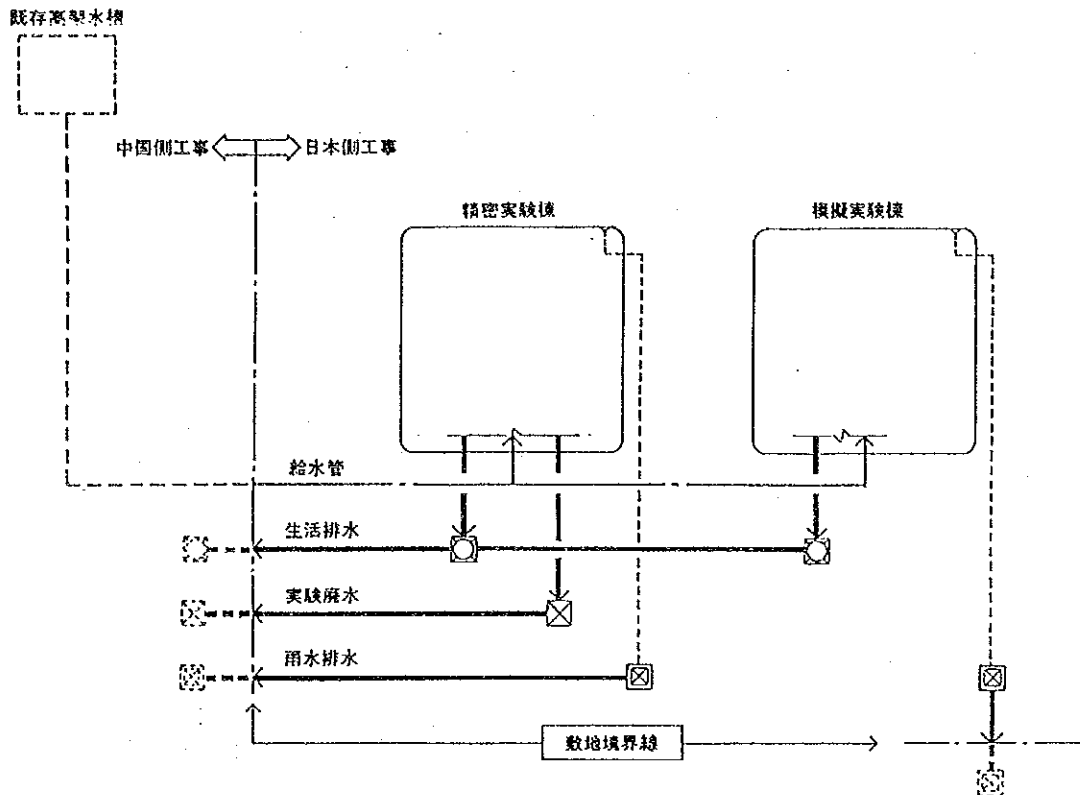 既存高架水槽
中国側工事
日本側工事
精密実験棟
模擬実験棟
給水管
生活排水
実験廃水
雨水排水
敷地境界線